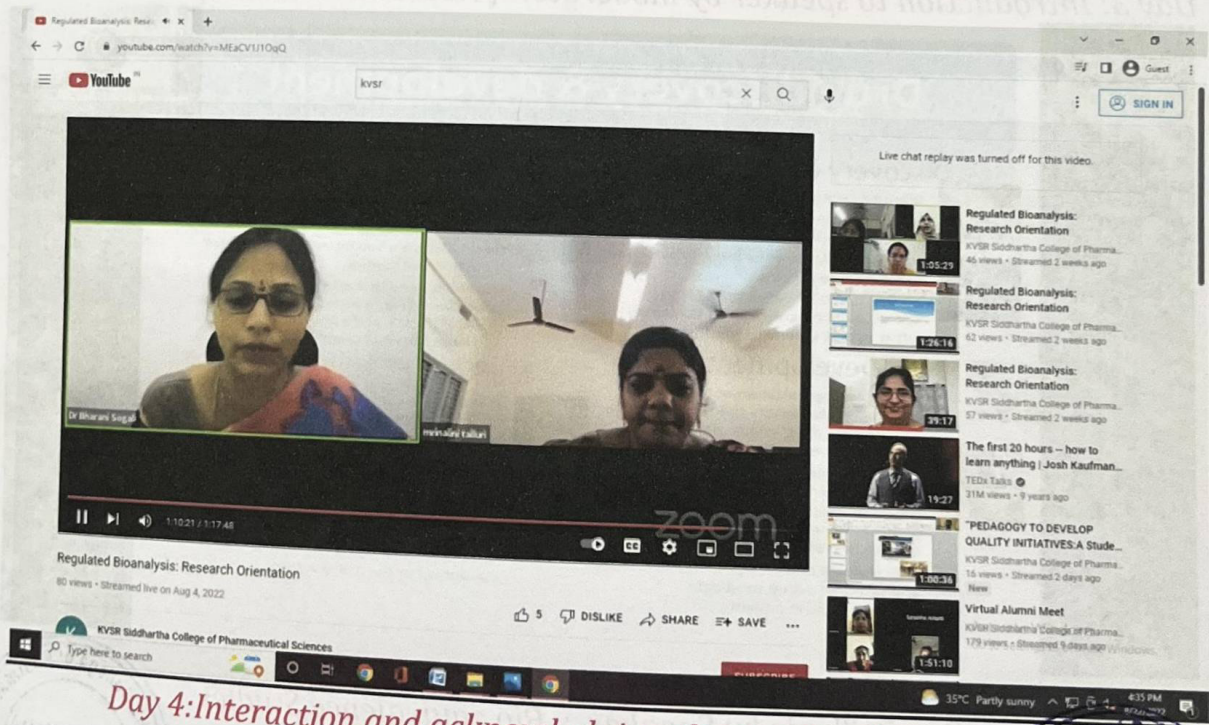 Regulated Bioanalysis: Rese
youtube.com/watch?v=MEaCV1J1OqQ
Guest
YouTube IN
kvsr
SIGN IN
Live chat replay was turned off for this video.
Dr Bharani Sogali
mrinalini talluri
zoom
1:10:21 / 1:17:48
CC
Regulated Bioanalysis: Research Orientation
80 views • Streamed live on Aug 4, 2022
5 DISLIKE SHARE SAVE ...
K
KVSR Siddhartha College of Pharmaceutical Sciences
SUBSCRIBE
1:05:29
Regulated Bioanalysis:
Research Orientation
KVSR Siddhartha College of Pharma...
46 views • Streamed 2 weeks ago
1:26:16
Regulated Bioanalysis:
Research Orientation
KVSR Siddhartha College of Pharma...
62 views • Streamed 2 weeks ago
39:17
Regulated Bioanalysis:
Research Orientation
KVSR Siddhartha College of Pharma...
57 views • Streamed 2 weeks ago
19:27
The first 20 hours -- how to
learn anything | Josh Kaufman...
TEDx Talks
31M views • 9 years ago
1:00:36
"PEDAGOGY TO DEVELOP
QUALITY INITIATIVES:A Stude...
KVSR Siddhartha College of Pharma...
16 views • Streamed 2 days ago
New
1:51:10
Virtual Alumni Meet
KVSR Siddhartha College of Pharma...
179 views • Streamed 9 days ago
Windows.
Type here to search
35°C Partly sunny
4:35 PM
Day 4:Interaction and